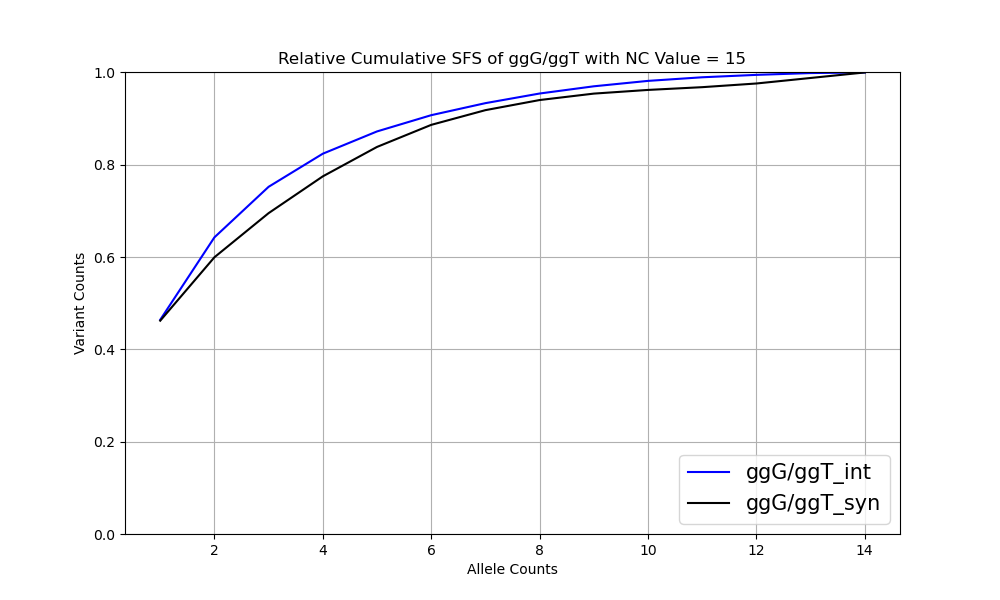 Relative Cumulative SFS of ggG/ggT with NC Value = 15
1.0
0.8
0.6
0.4
0.2
0.0
Variant Counts
ggG/ggT_int
ggG/ggT_syn
2 4 6 8 10 12 14
Allele Counts